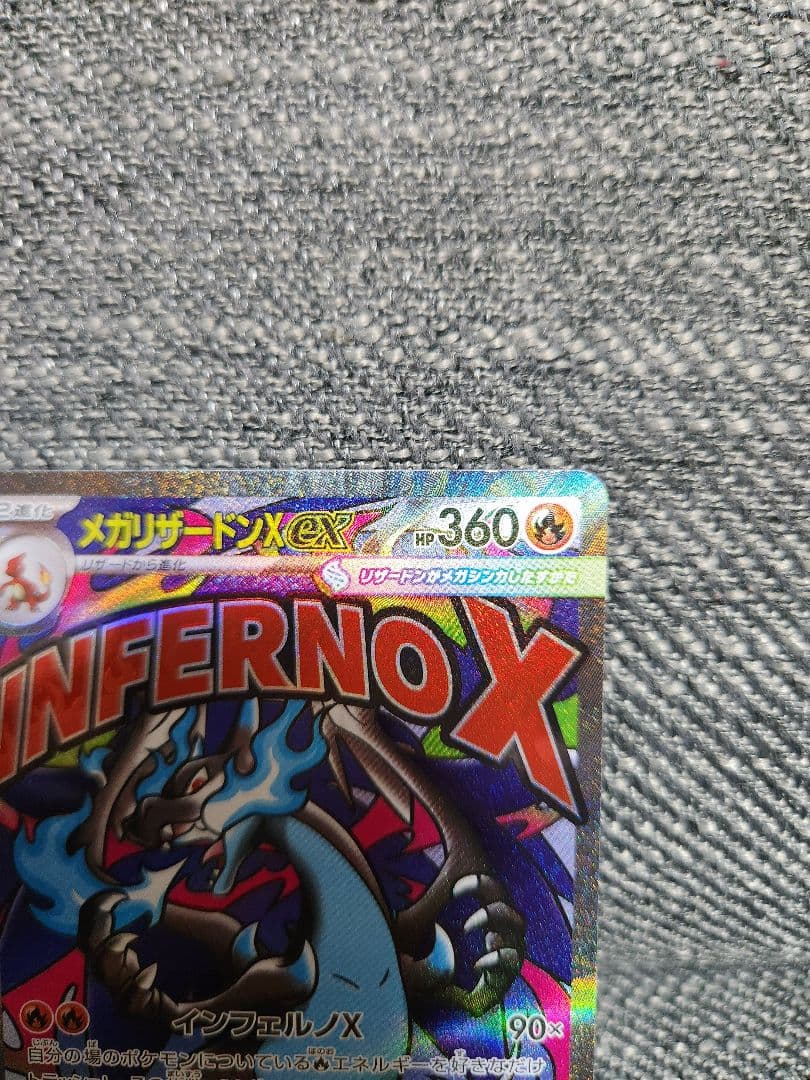 2進化
メガリザードンXex
HP360
リザードから進化
リザードンがメガシンカしたすがた
INFERNO X
インフェルノX
90×
自分の場のポケモンについている エネルギーを好きなだけ